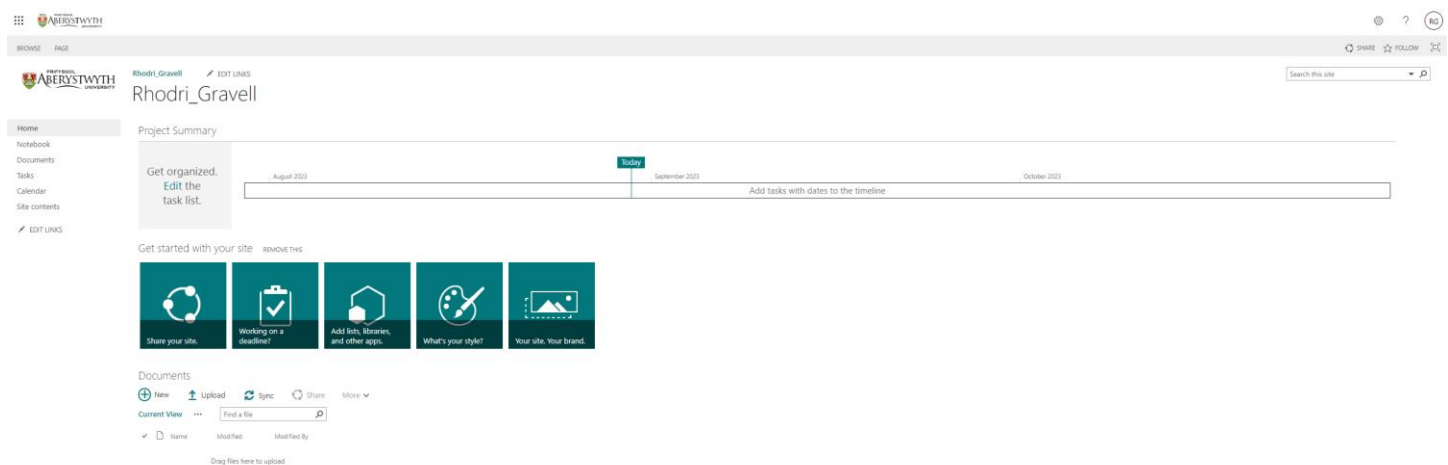 PRIFYSGOL
ABERYSTWYTH
UNIVERSITY
RG
BROWSE PAGE
SHARE FOLLOW
PRIFYSGOL
ABERYSTWYTH
UNIVERSITY
Rhodri_Gravell EDIT LINKS
Search this site
Rhodri_Gravell
Home
Notebook
Documents
Tasks
Calendar
Site contents
EDIT LINKS
Project Summary
Get organized.
Edit the
task list.
Today
August 2023 September 2023 October 2023
Add tasks with dates to the timeline
Get started with your site REMOVE THIS
Share your site.
Working on a
deadline?
Add lists, libraries,
and other apps.
What's your style?
Your site. Your brand.
Documents
New Upload Sync Share More
Current View ••• Find a file
Name Modified Modified By
Drag files here to upload